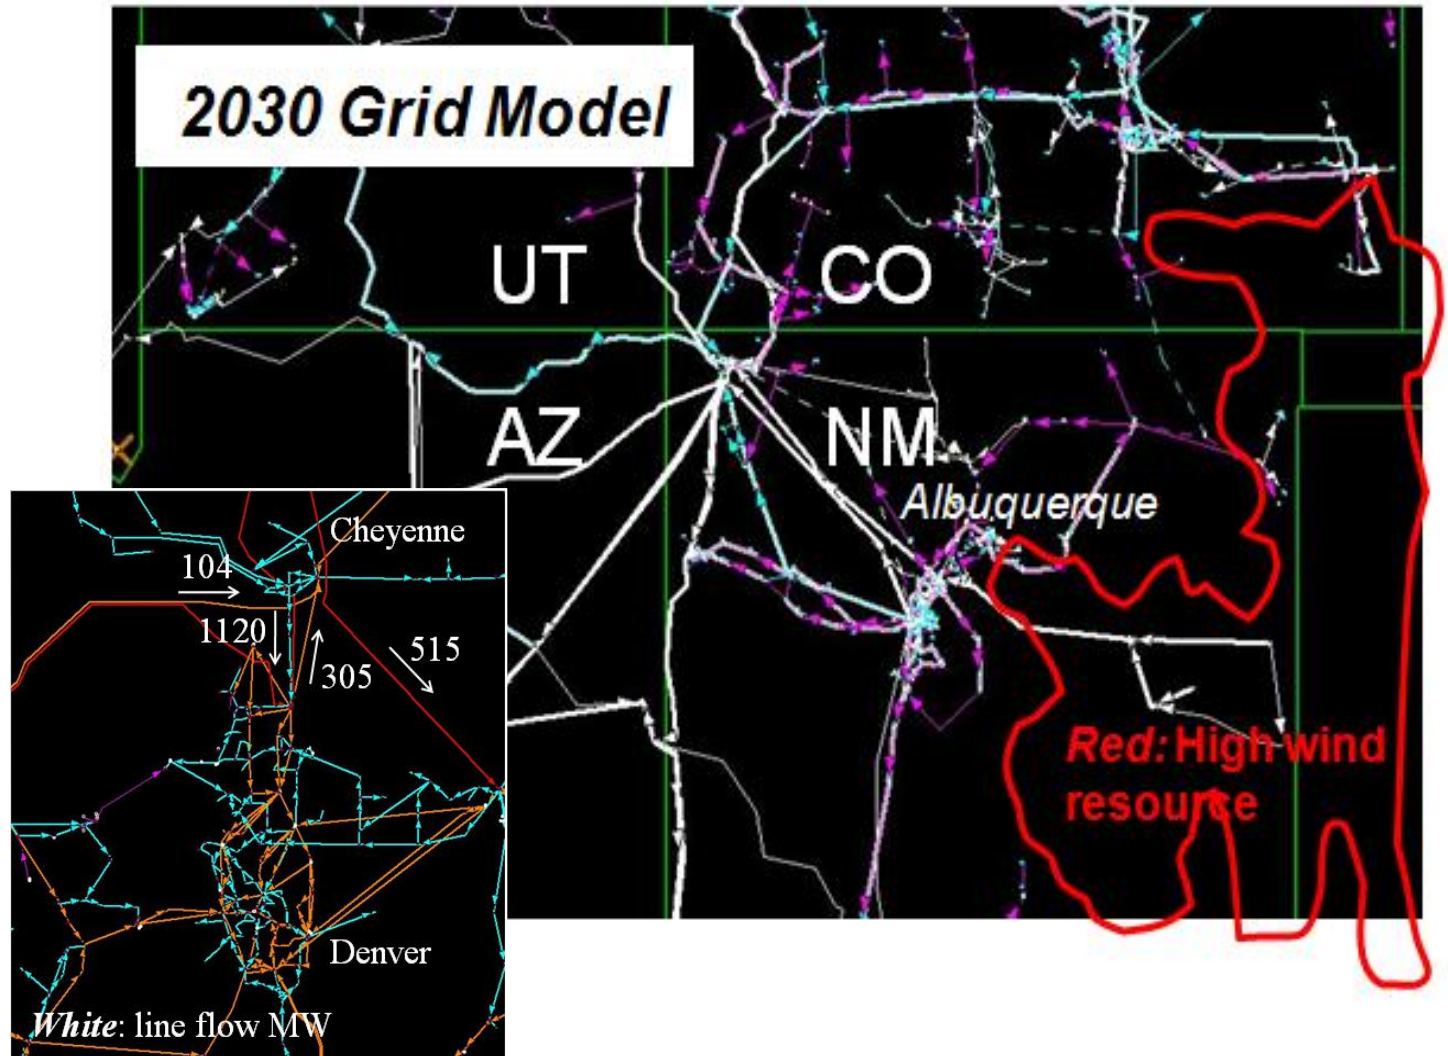 2030 Grid Model
UT
CO
AZ
NM
Albuquerque
Red: High wind
resource
Cheyenne
104
1120
305
515
Denver
White: line flow MW